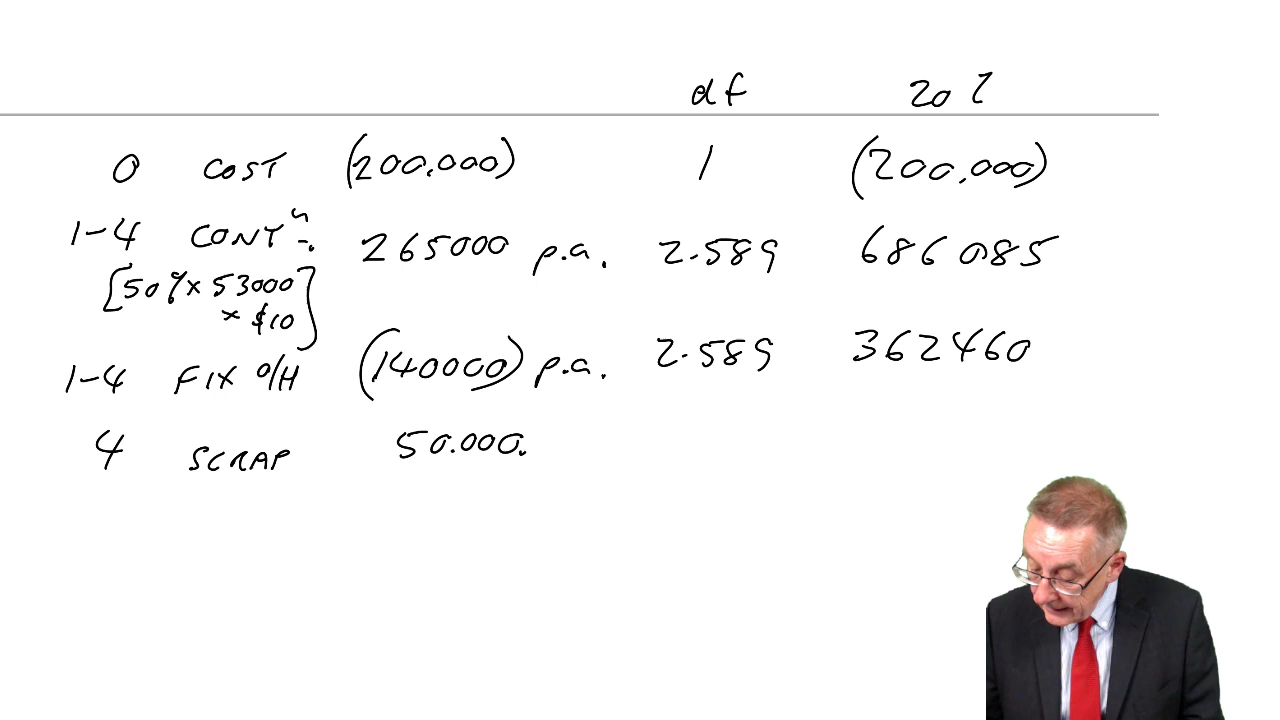 df 20%
0 COST (200,000) 1 (200,000)
1-4 CONTn. 265000 p.a. 2.589 686085
[50% x 53000
x $10]
1-4 FIX O/H (140000) p.a. 2.589 362460
4 SCRAP 50.000.